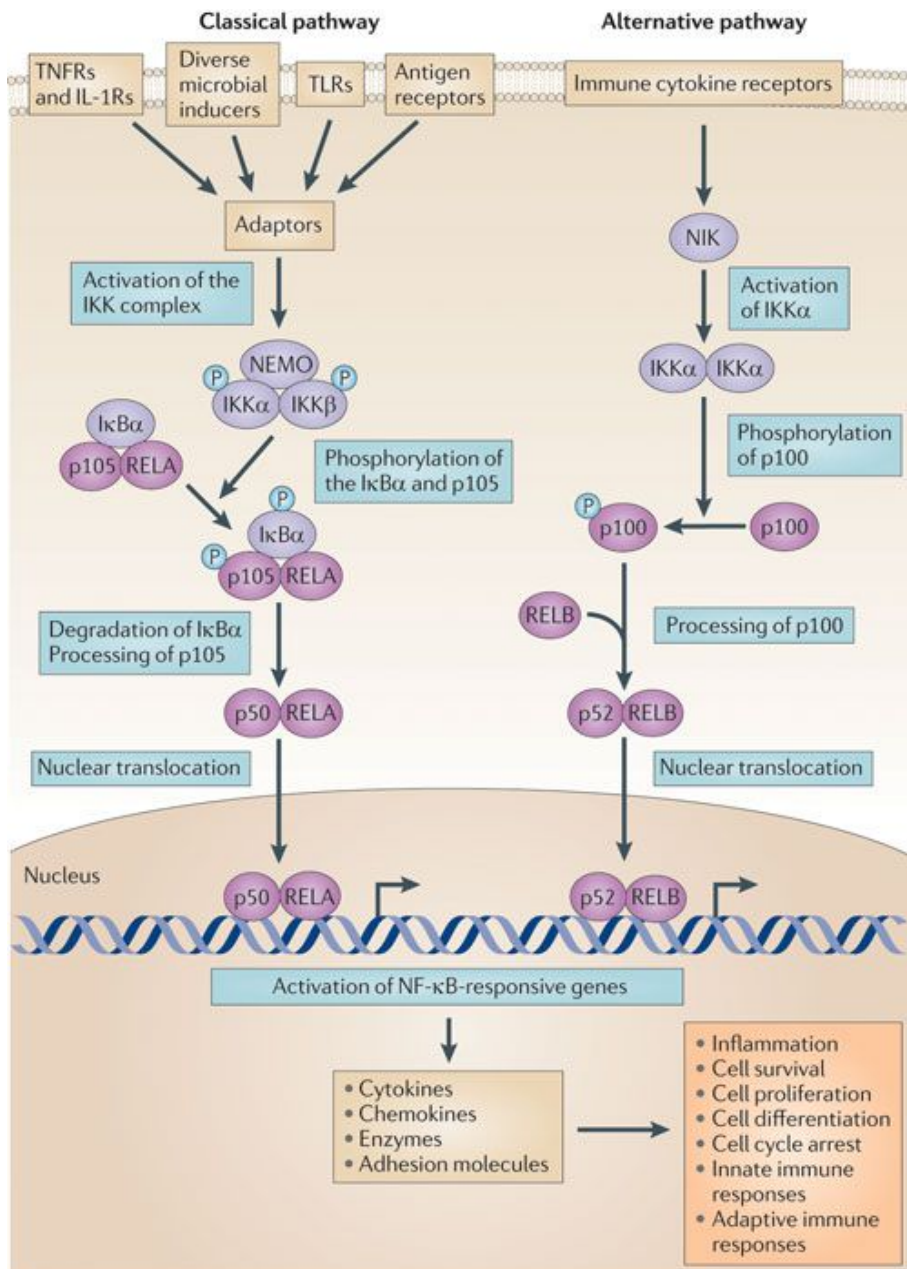 Classical pathway
Alternative pathway
TNFRs
and IL-1Rs
Diverse
microbial
inducers
TLRs
Antigen
receptors
Immune cytokine receptors
Adaptors
NIK
Activation of the
IKK complex
Activation
of IKKα
NEMO
P
P
IKKα
IKKβ
IKKα
IKKα
IκBα
p105
RELA
Phosphorylation of
the IκBα and p105
Phosphorylation
of p100
P
IκBα
P
p105
RELA
P
p100
p100
Degradation of IκBα
Processing of p105
RELB
Processing of p100
p50
RELA
p52
RELB
Nuclear translocation
Nuclear translocation
Nucleus
p50
RELA
p52
RELB
Activation of NF-κB-responsive genes
• Cytokines
• Chemokines
• Enzymes
• Adhesion molecules
• Inflammation
• Cell survival
• Cell proliferation
• Cell differentiation
• Cell cycle arrest
• Innate immune
responses
• Adaptive immune
responses